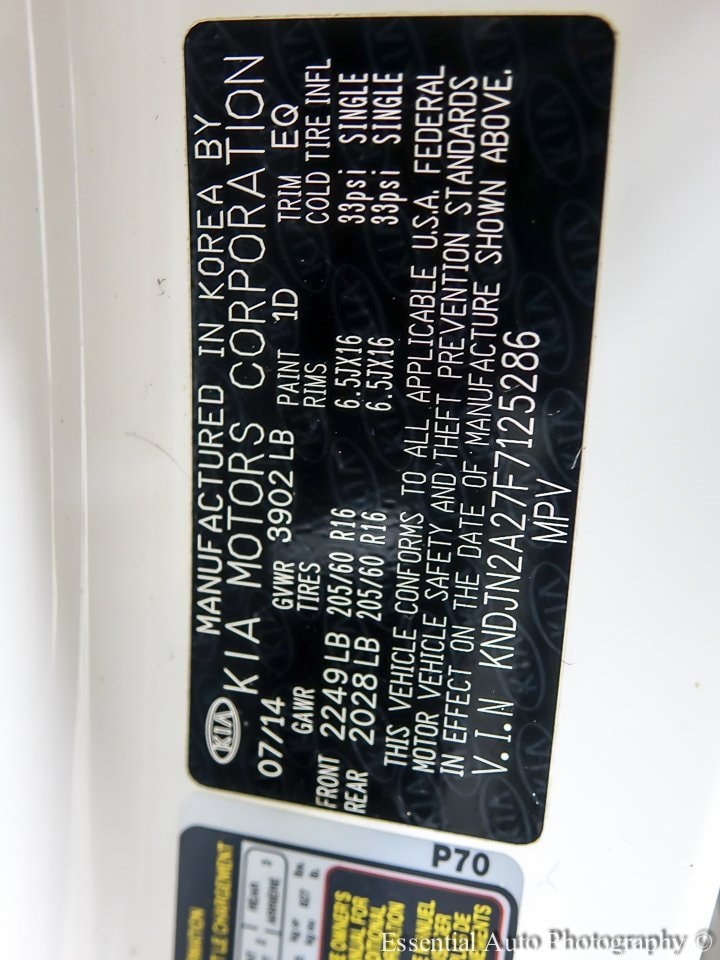 MANUFACTURED IN KOREA BY
KIA KIA MOTORS CORPORATION
07/14 GVWR 3902 LB PAINT 1D TRIM EQ
GAWR TIRES RIMS COLD TIRE INFL
FRONT 2249 LB 205/60 R16 6.5JX16 33psi SINGLE
REAR 2028 LB 205/60 R16 6.5JX16 33psi SINGLE
THIS VEHICLE CONFORMS TO ALL APPLICABLE U.S.A. FEDERAL
MOTOR VEHICLE SAFETY AND THEFT PREVENTION STANDARDS
IN EFFECT ON THE DATE OF MANUFACTURE SHOWN ABOVE.
V.I.N KNDJN2A27F7125286
MPV
P70
Essential Auto Photography ©